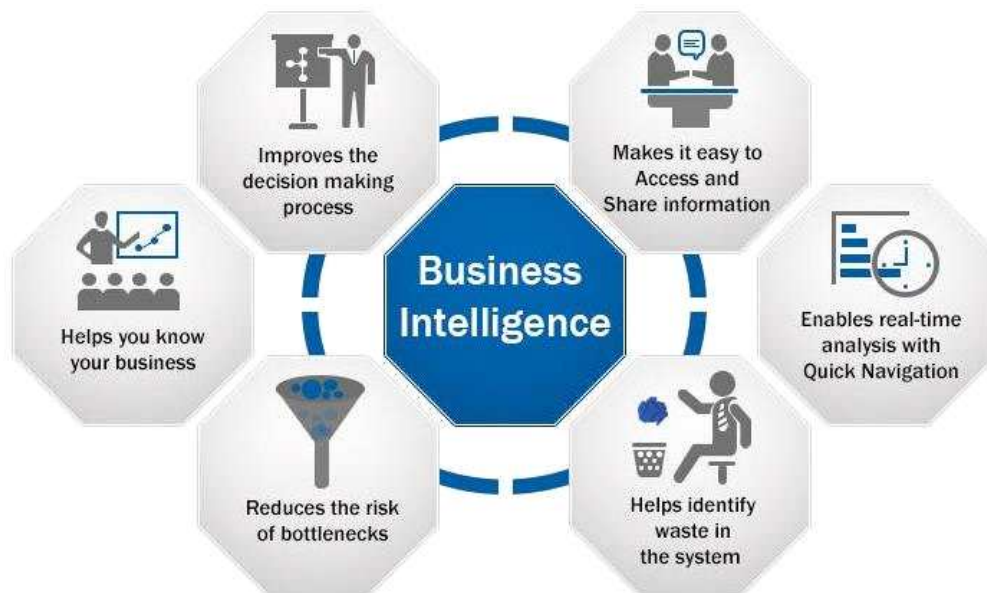 Improves the
decision making
process
Makes it easy to
Access and
Share information
Helps you know
your business
Business
Intelligence
Enables real-time
analysis with
Quick Navigation
Reduces the risk
of bottlenecks
Helps identify
waste in
the system